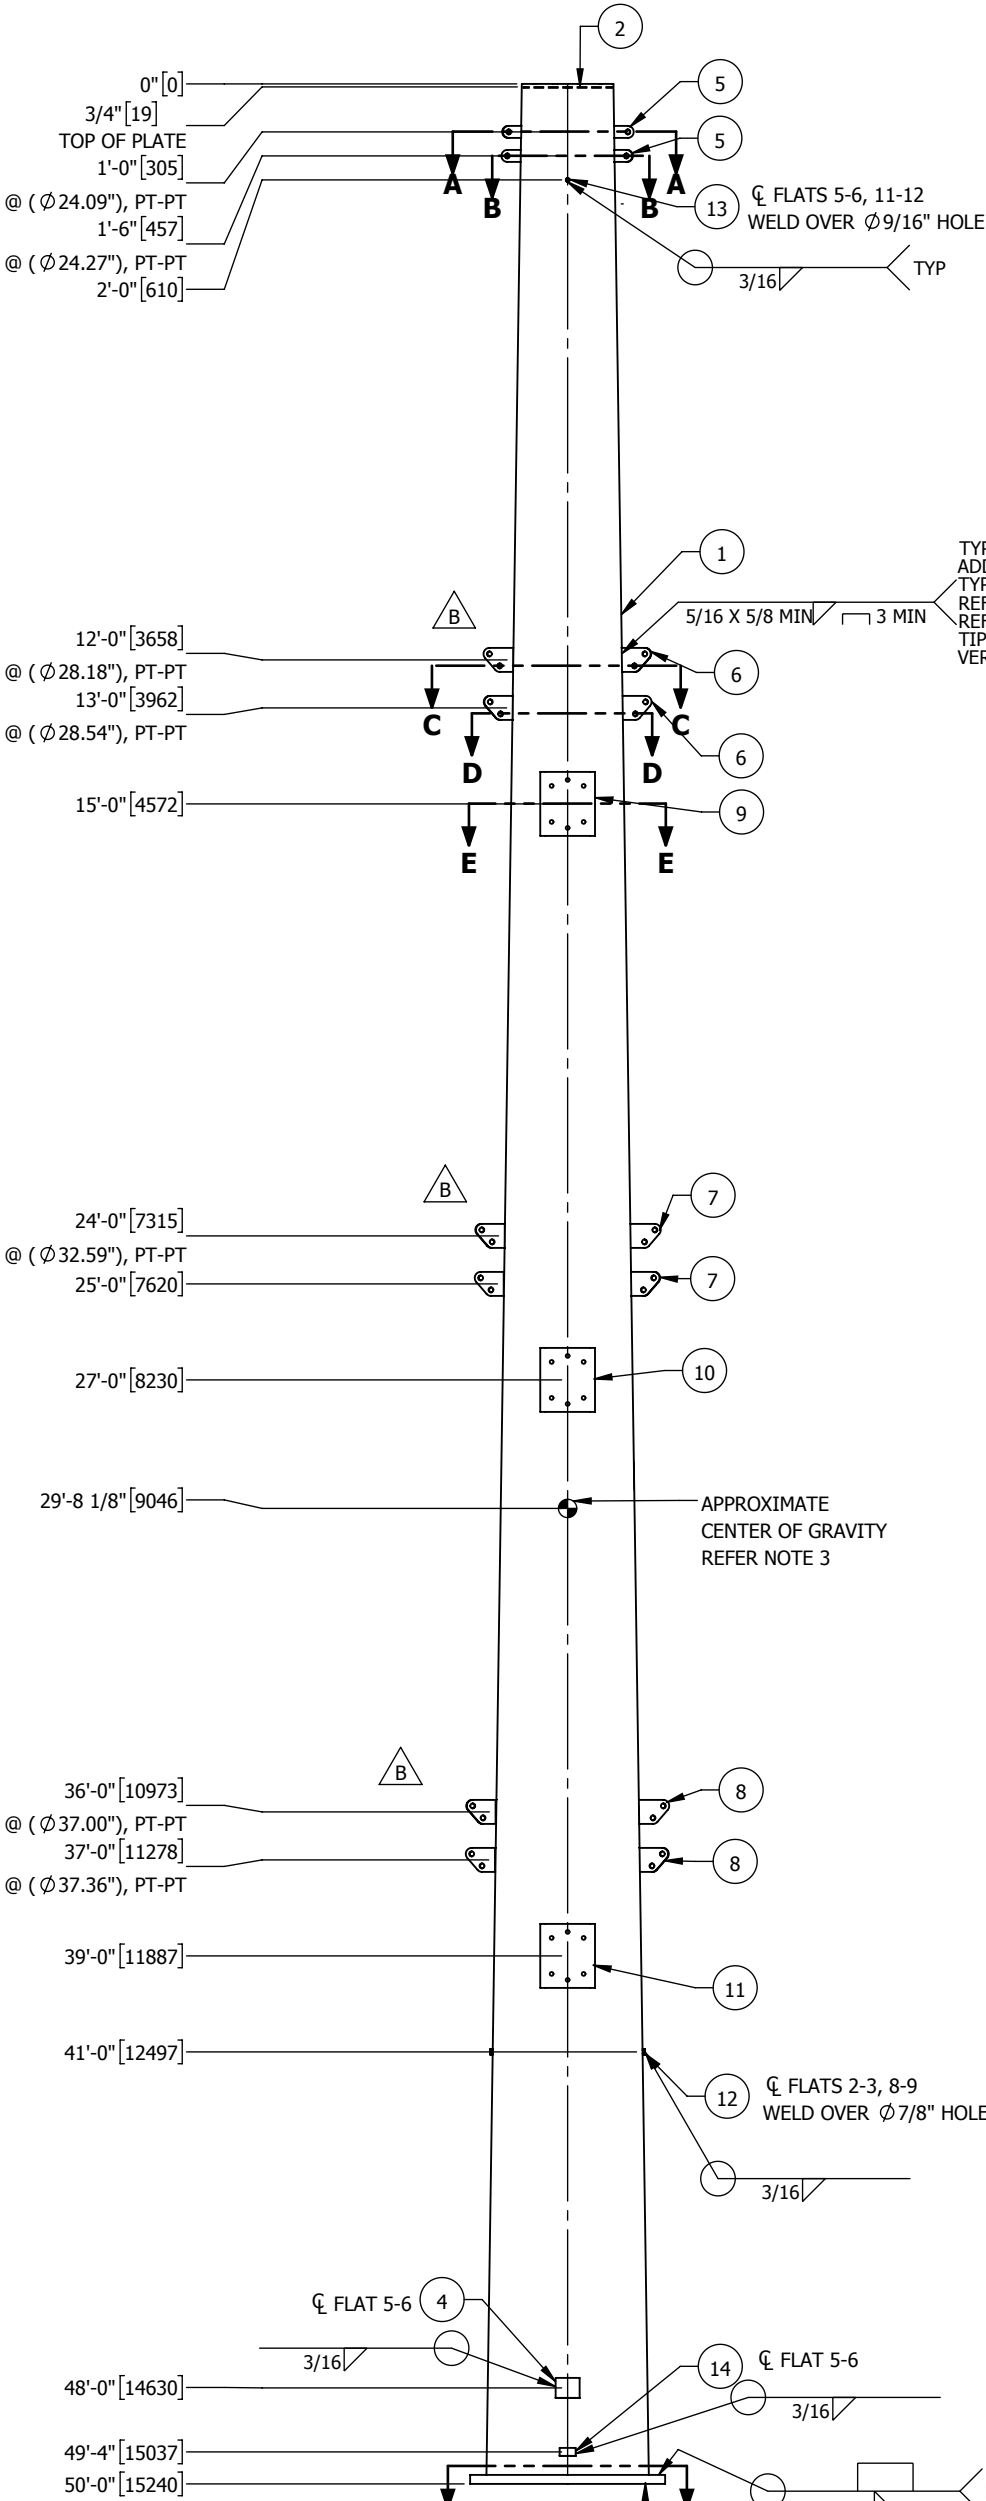 2
0" [0]
3/4" [19]
TOP OF PLATE
5
1'-0" [305]
@ (Ø24.09"), PT-PT
5
1'-6" [457]
@ (Ø24.27"), PT-PT
2'-0" [610]
A A
B B
13 ℄ FLATS 5-6, 11-12
WELD OVER Ø9/16" HOLE
3/16 TYP
1
B
5/16 X 5/8 MIN 3 MIN
12'-0" [3658]
@ (Ø28.18"), PT-PT
6
13'-0" [3962]
@ (Ø28.54"), PT-PT
C C
6
D D
15'-0" [4572]
9
E E
B
7
24'-0" [7315]
@ (Ø32.59"), PT-PT
7
25'-0" [7620]
27'-0" [8230]
10
29'-8 1/8" [9046]
APPROXIMATE
CENTER OF GRAVITY
REFER NOTE 3
B
36'-0" [10973]
@ (Ø37.00"), PT-PT
8
37'-0" [11278]
@ (Ø37.36"), PT-PT
8
39'-0" [11887]
11
41'-0" [12497]
12 ℄ FLATS 2-3, 8-9
WELD OVER Ø7/8" HOLE
3/16
℄ FLAT 5-6 4
3/16
48'-0" [14630]
14 ℄ FLAT 5-6
3/16
49'-4" [15037]
50'-0" [15240]